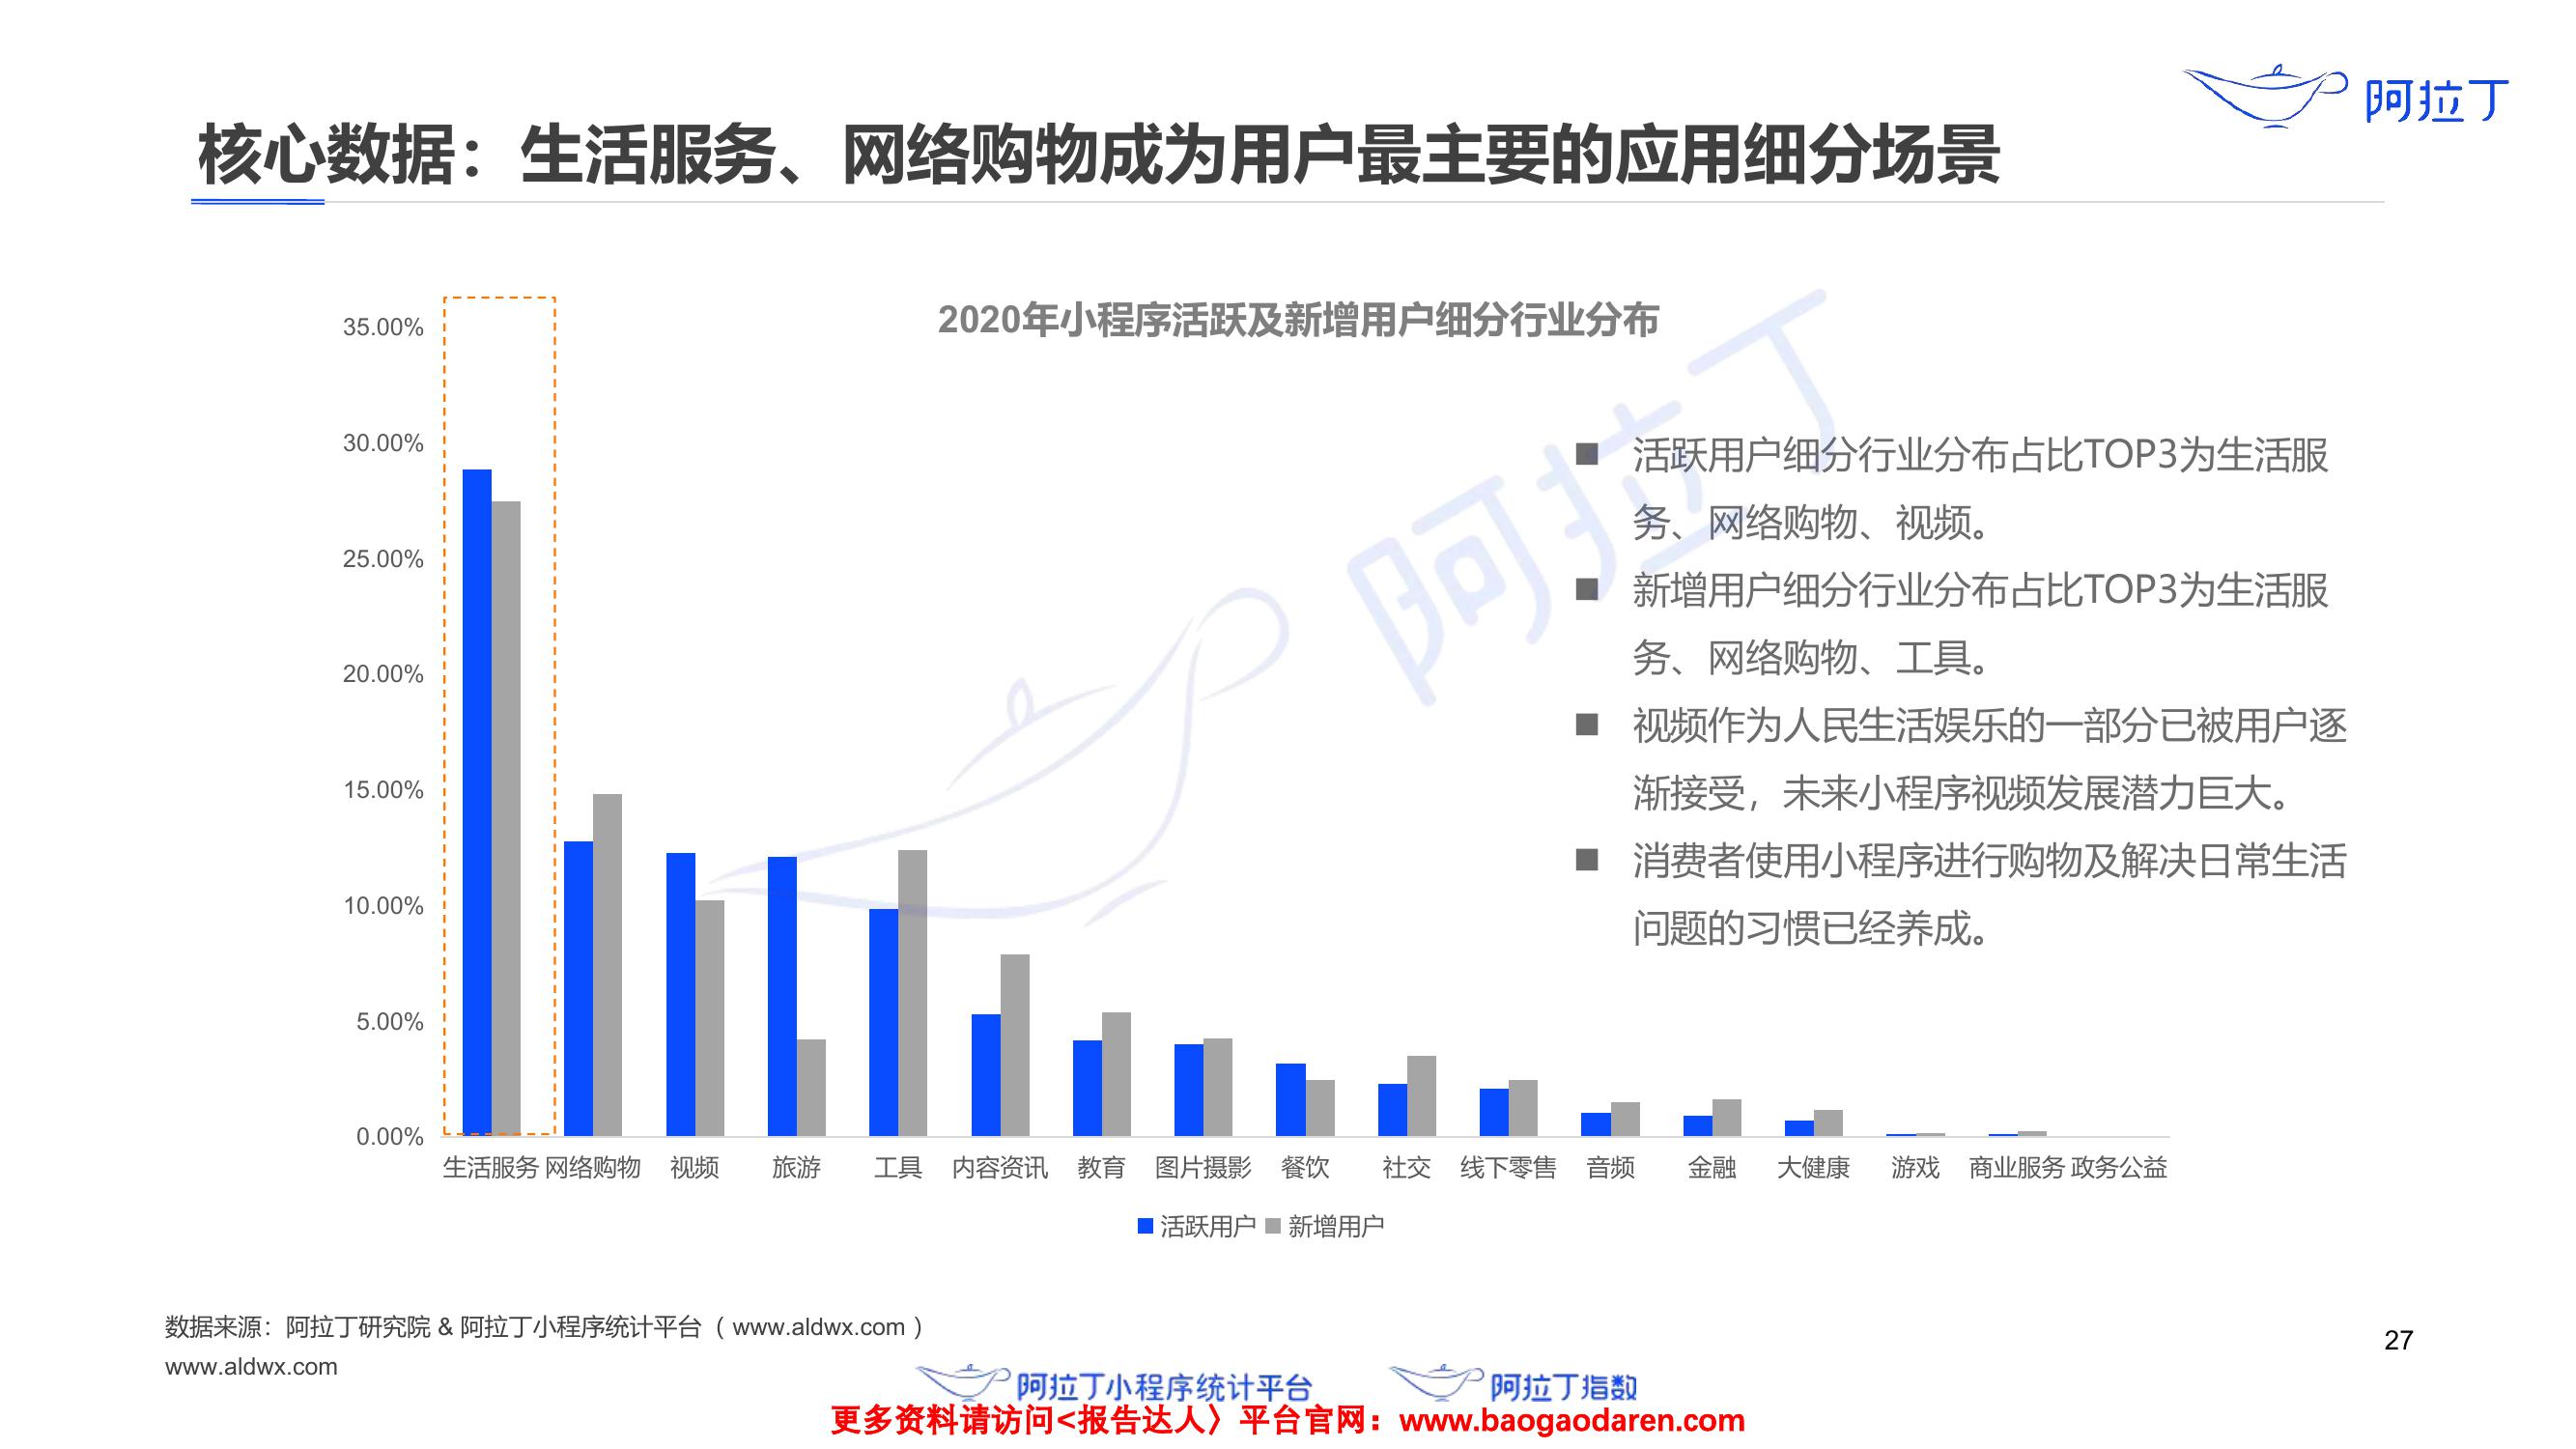 阿拉丁
核心数据：生活服务、网络购物成为用户最主要的应用细分场景
2020年小程序活跃及新增用户细分行业分布
35.00%
30.00%
25.00%
20.00%
15.00%
10.00%
5.00%
0.00%
阿拉丁
■ 活跃用户细分行业分布占比TOP3为生活服
务、网络购物、视频。
■ 新增用户细分行业分布占比TOP3为生活服
务、网络购物、工具。
■ 视频作为人民生活娱乐的一部分已被用户逐
渐接受，未来小程序视频发展潜力巨大。
■ 消费者使用小程序进行购物及解决日常生活
问题的习惯已经养成。
生活服务 网络购物 视频 旅游 工具 内容资讯 教育 图片摄影 餐饮 社交 线下零售 音频 金融 大健康 游戏 商业服务 政务公益
活跃用户 新增用户
数据来源：阿拉丁研究院 & 阿拉丁小程序统计平台（www.aldwx.com）
www.aldwx.com
27
阿拉丁小程序统计平台 阿拉丁指数
更多资料请访问<报告达人〉平台官网：www.baogaodaren.com